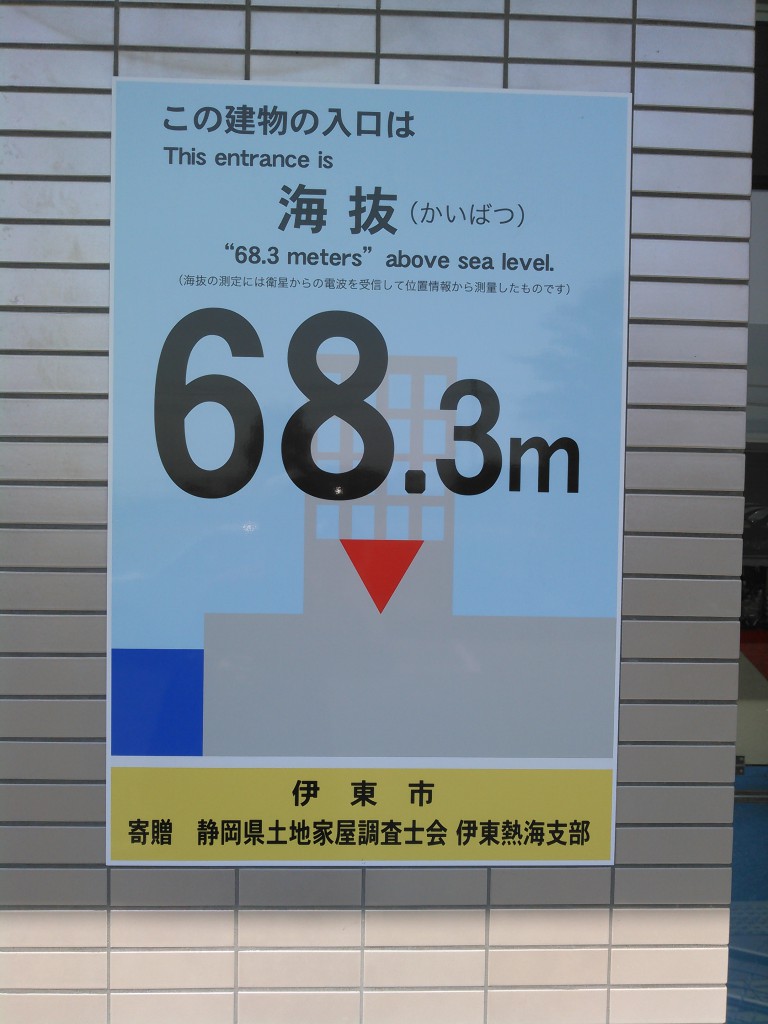 この建物の入口は
This entrance is
海抜（かいばつ）
“68.3 meters” above sea level.
（海抜の測定には衛星からの電波を受信して位置情報から測量したものです）
68.3m
伊東市
寄贈　静岡県土地家屋調査士会 伊東熱海支部